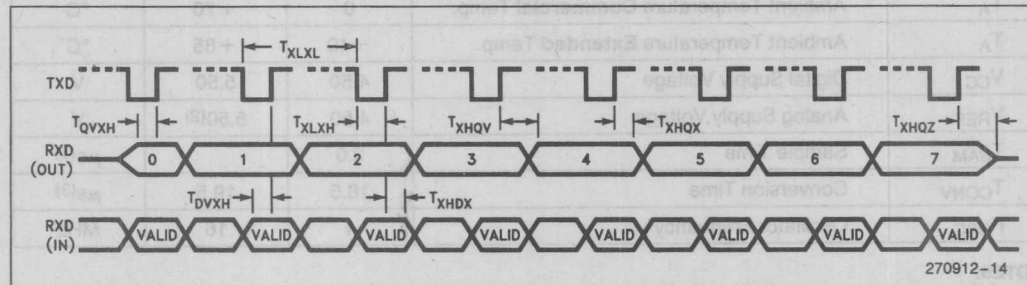 T_XLXL
TXD
T_QVXH T_XLXH T_XHQV T_XHQX T_XHQZ
RXD (OUT) 0 1 2 3 4 5 6 7
T_DVXH T_XHDX
RXD (IN) VALID VALID VALID VALID VALID VALID VALID VALID
270912-14